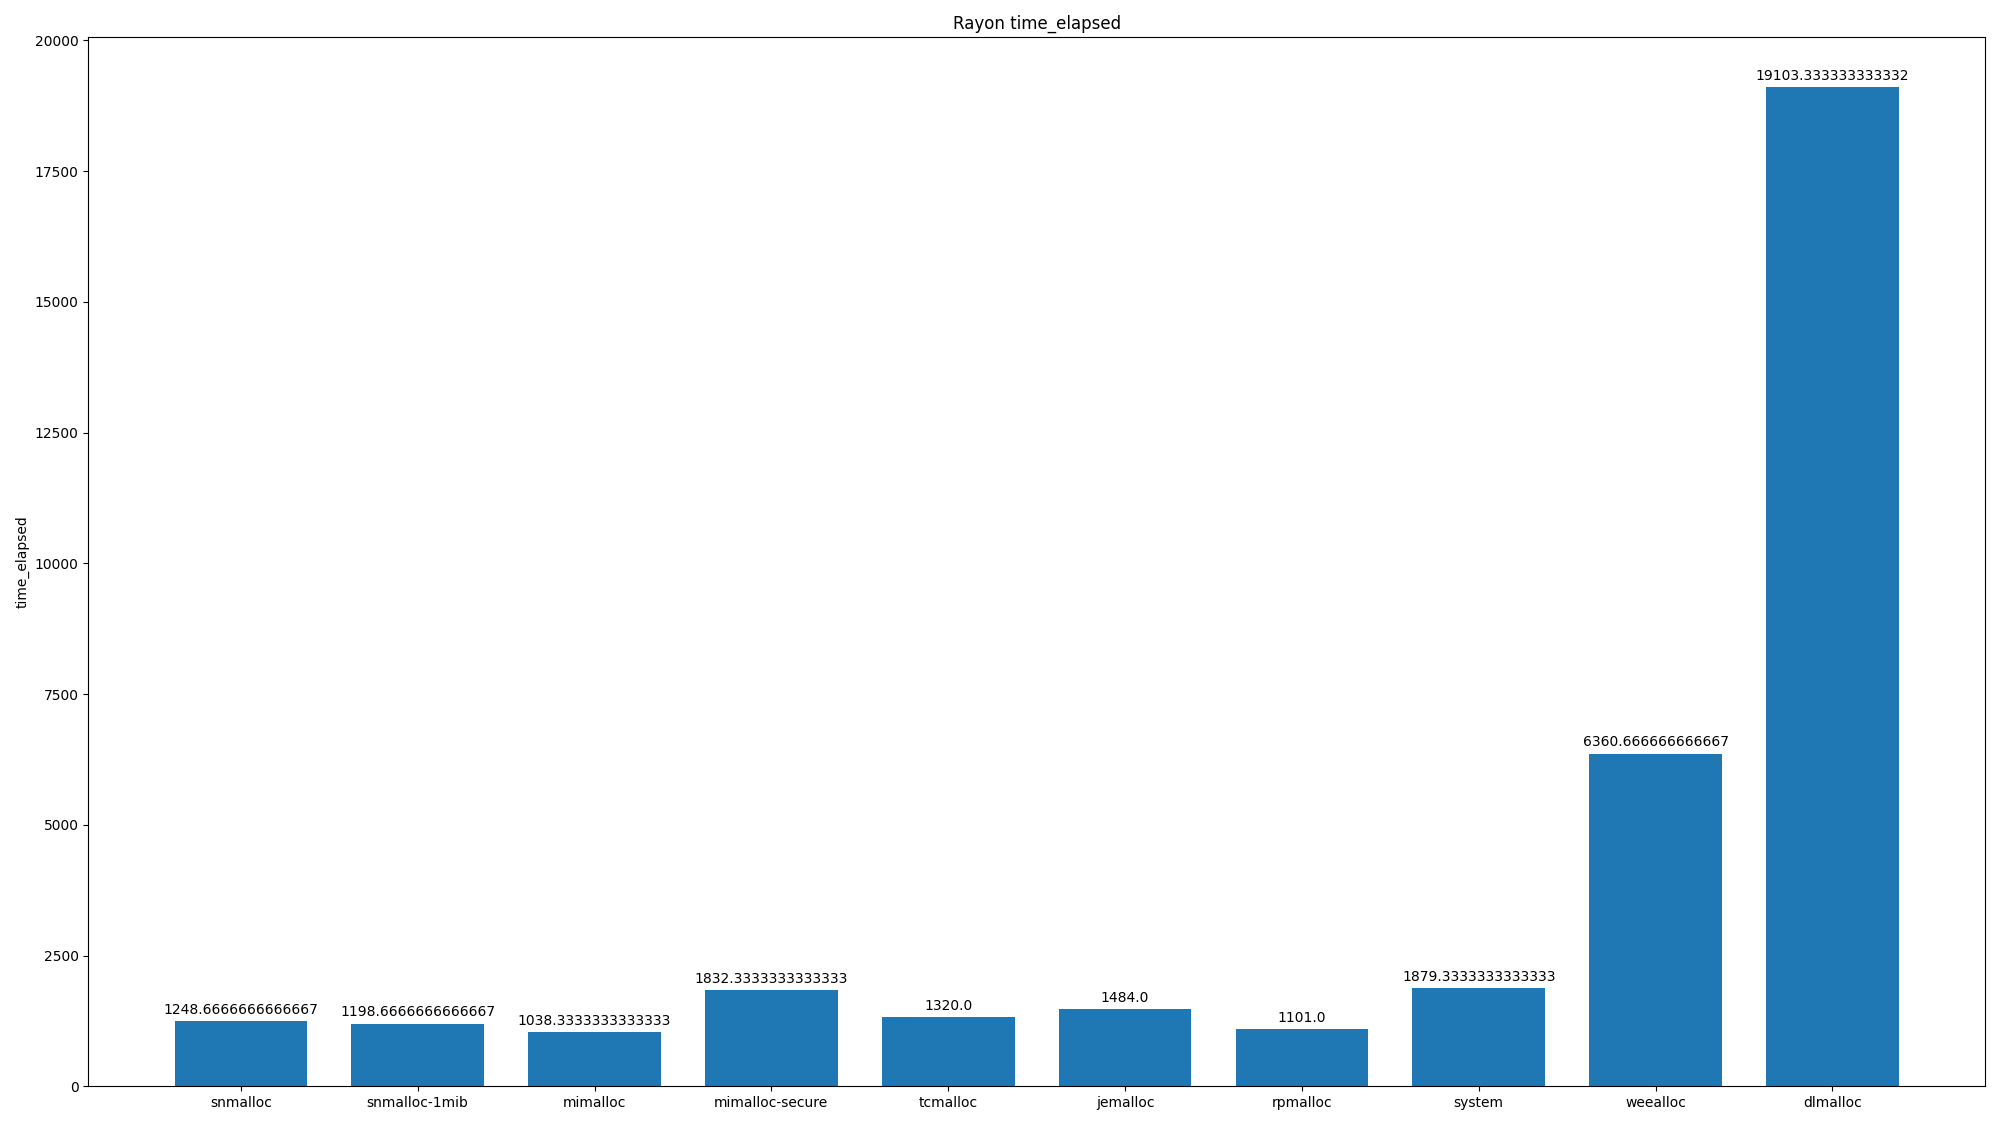 Rayon time_elapsed
time_elapsed
20000
17500
15000
12500
10000
7500
5000
2500
0
1248.6666666666667
1198.6666666666667
1038.3333333333333
1832.3333333333333
1320.0
1484.0
1101.0
1879.3333333333333
6360.666666666667
19103.333333333332
snmalloc
snmalloc-1mib
mimalloc
mimalloc-secure
tcmalloc
jemalloc
rpmalloc
system
weealloc
dlmalloc